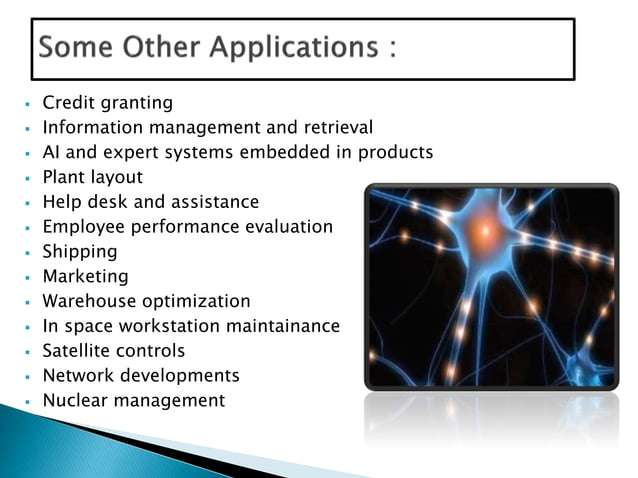 Some Other Applications :
Credit granting
Information management and retrieval
AI and expert systems embedded in products
Plant layout
Help desk and assistance
Employee performance evaluation
Shipping
Marketing
Warehouse optimization
In space workstation maintainance
Satellite controls
Network developments
Nuclear management